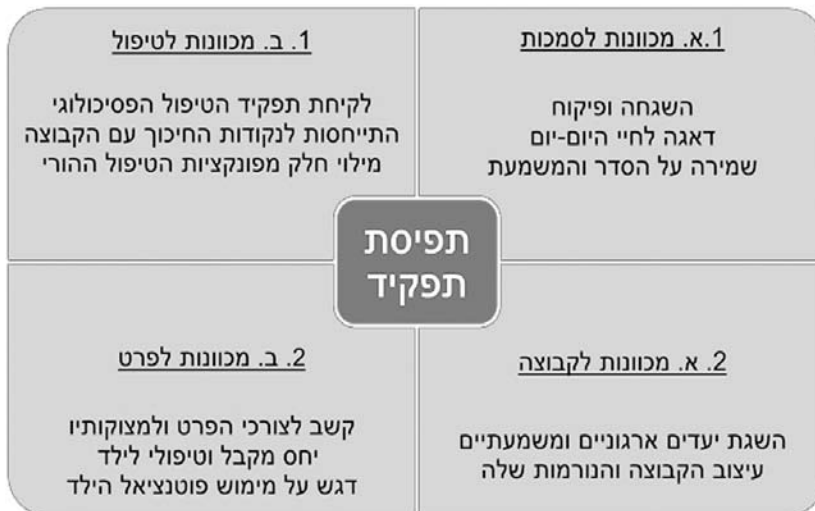 1.א. מכוונות לסמכות
השגחה ופיקוח
דאגה לחיי היום-יום
שמירה על הסדר והמשמעת
1. ב. מכוונות לטיפול
לקיחת תפקיד הטיפול הפסיכולוגי
התייחסות לנקודות החיכוך עם הקבוצה
מילוי חלק מפונקציות הטיפול ההורי
תפיסת
תפקיד
2. א. מכוונות לקבוצה
השגת יעדים ארגוניים ומשמעתיים
עיצוב הקבוצה והנורמות שלה
2. ב. מכוונות לפרט
קשב לצורכי הפרט ולמצוקותיו
יחס מקבל וטיפולי לילד
דגש על מימוש פוטנציאל הילד